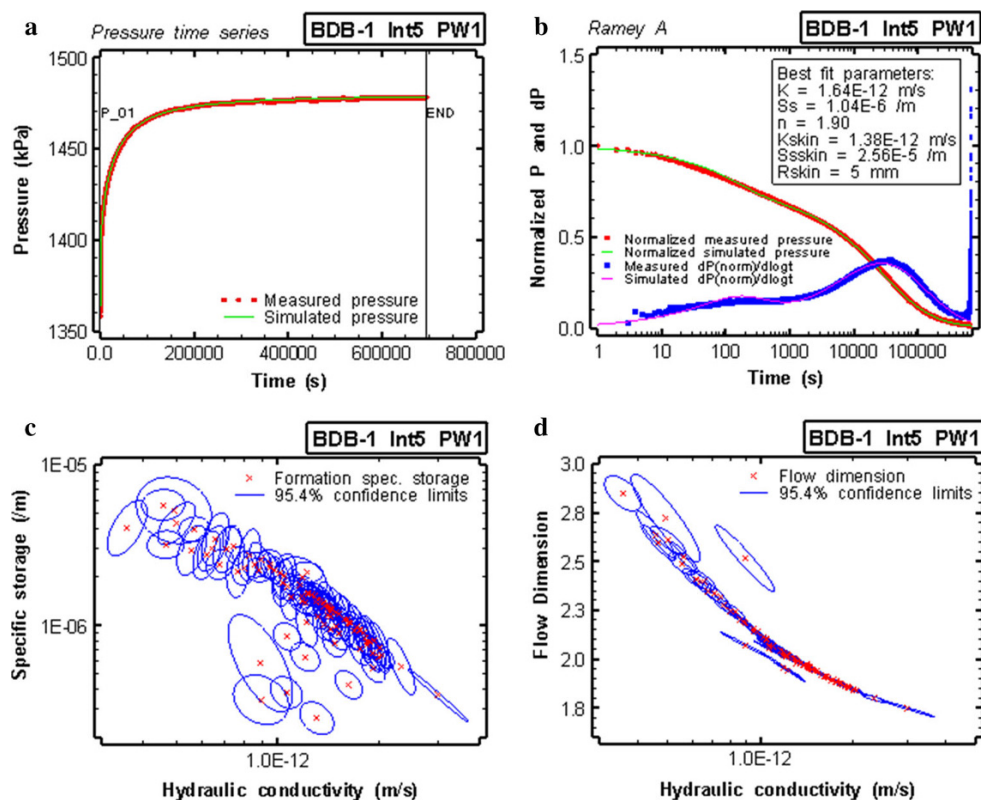 a
Pressure time series
BDB-1 Int5 PW1
1500
1450
1400
1350
Pressure (kPa)
P_01
END
Measured pressure
Simulated pressure
0.0
200000
400000
600000
800000
Time (s)
b
Ramey A
BDB-1 Int5 PW1
1.5
1.0
0.5
0.0
Normalized P and dP
Best fit parameters:
K = 1.64E-12 m/s
Ss = 1.04E-6 /m
n = 1.90
Kskin = 1.38E-12 m/s
Ssskin = 2.56E-5 /m
Rskin = 5 mm
Normalized measured pressure
Normalized simulated pressure
Measured dP(norm)/dlogt
Simulated dP(norm)/dlogt
1
10
100
1000
10000
100000
Time (s)
c
BDB-1 Int5 PW1
1E-05
1E-06
Specific storage (/m)
Formation spec. storage
95.4% confidence limits
1.0E-12
Hydraulic conductivity (m/s)
d
BDB-1 Int5 PW1
3.0
2.8
2.5
2.3
2.0
1.8
Flow Dimension
Flow dimension
95.4% confidence limits
1.0E-12
Hydraulic conductivity (m/s)